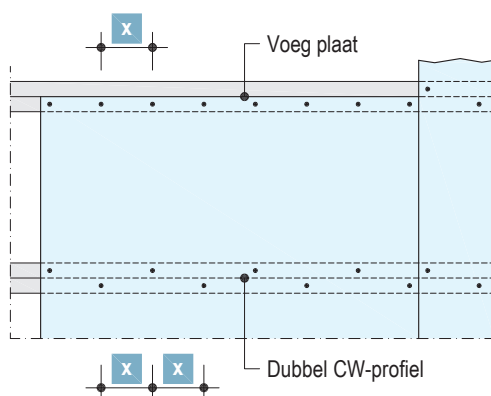 x
Voeg plaat
Dubbel CW-profiel
x x